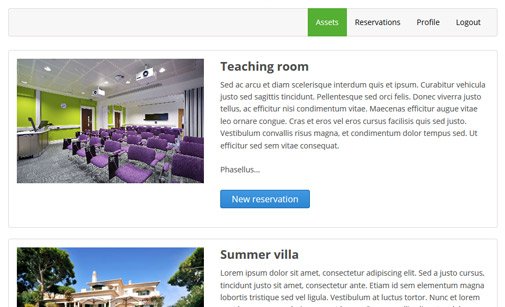 Assets Reservations Profile Logout
Teaching room
Sed ac arcu et diam scelerisque interdum quis et ipsum. Curabitur vehicula
justo sed sagittis tincidunt. Pellentesque sed orci felis. Donec viverra justo
tellus, ac efficitur nisi condimentum vitae. Maecenas efficitur augue vitae
leo ornare congue. Cras et eros vel eros cursus facilisis quis sed justo.
Vestibulum convallis risus magna, et condimentum dolor tempus sed. Ut
efficitur sed sem vitae consequat.
Phasellus...
New reservation
Summer villa
Lorem ipsum dolor sit amet, consectetur adipiscing elit. Sed a justo cursus,
tincidunt justo sit amet, consectetur ante. Etiam id sem elementum magna
lobortis tristique sed vel ligula. Vestibulum at luctus tortor. Nunc et lorem